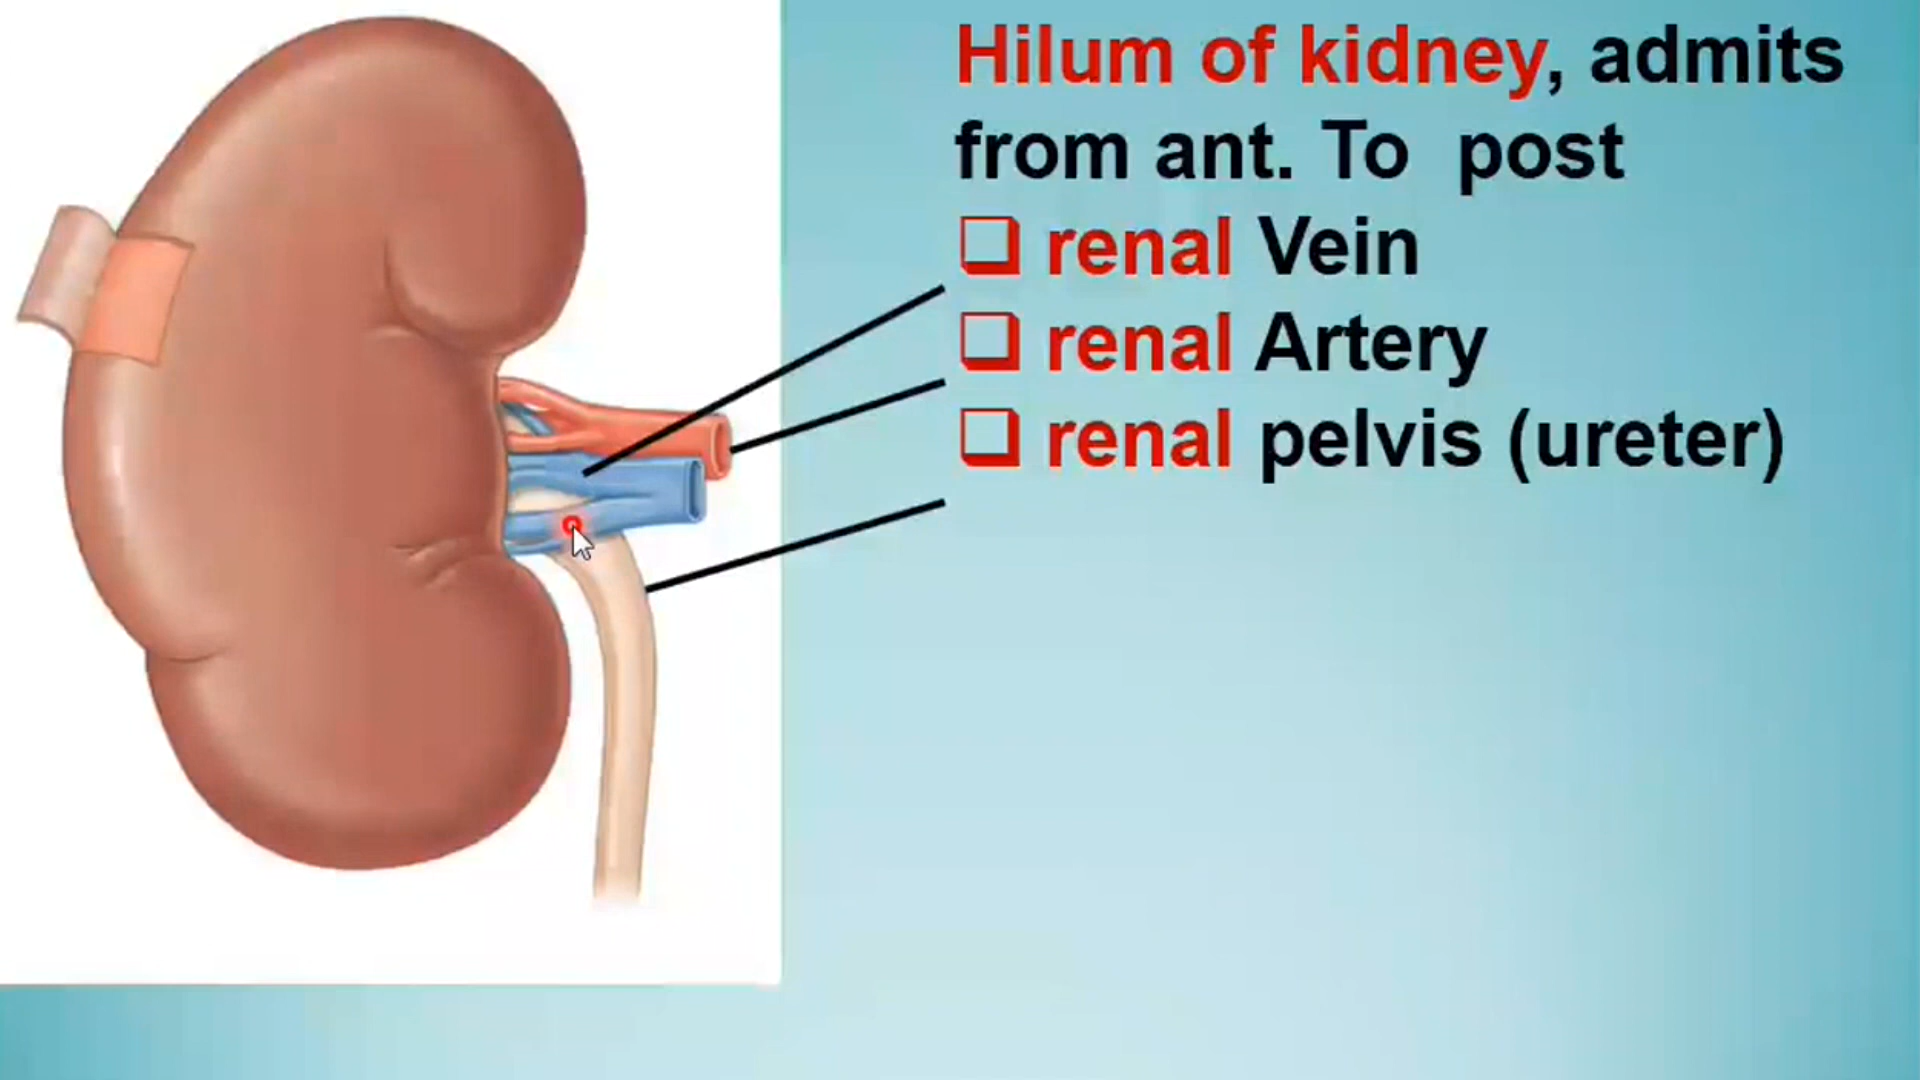 Hilum of kidney, admits
from ant. To post
❑ renal Vein
❑ renal Artery
❑ renal pelvis (ureter)